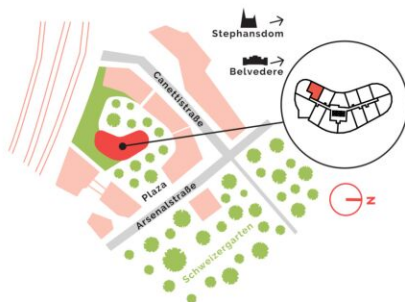 Stephansdom
Belvedere
Canettistraße
Plaza
Arsenalstraße
Schweizergarten
N